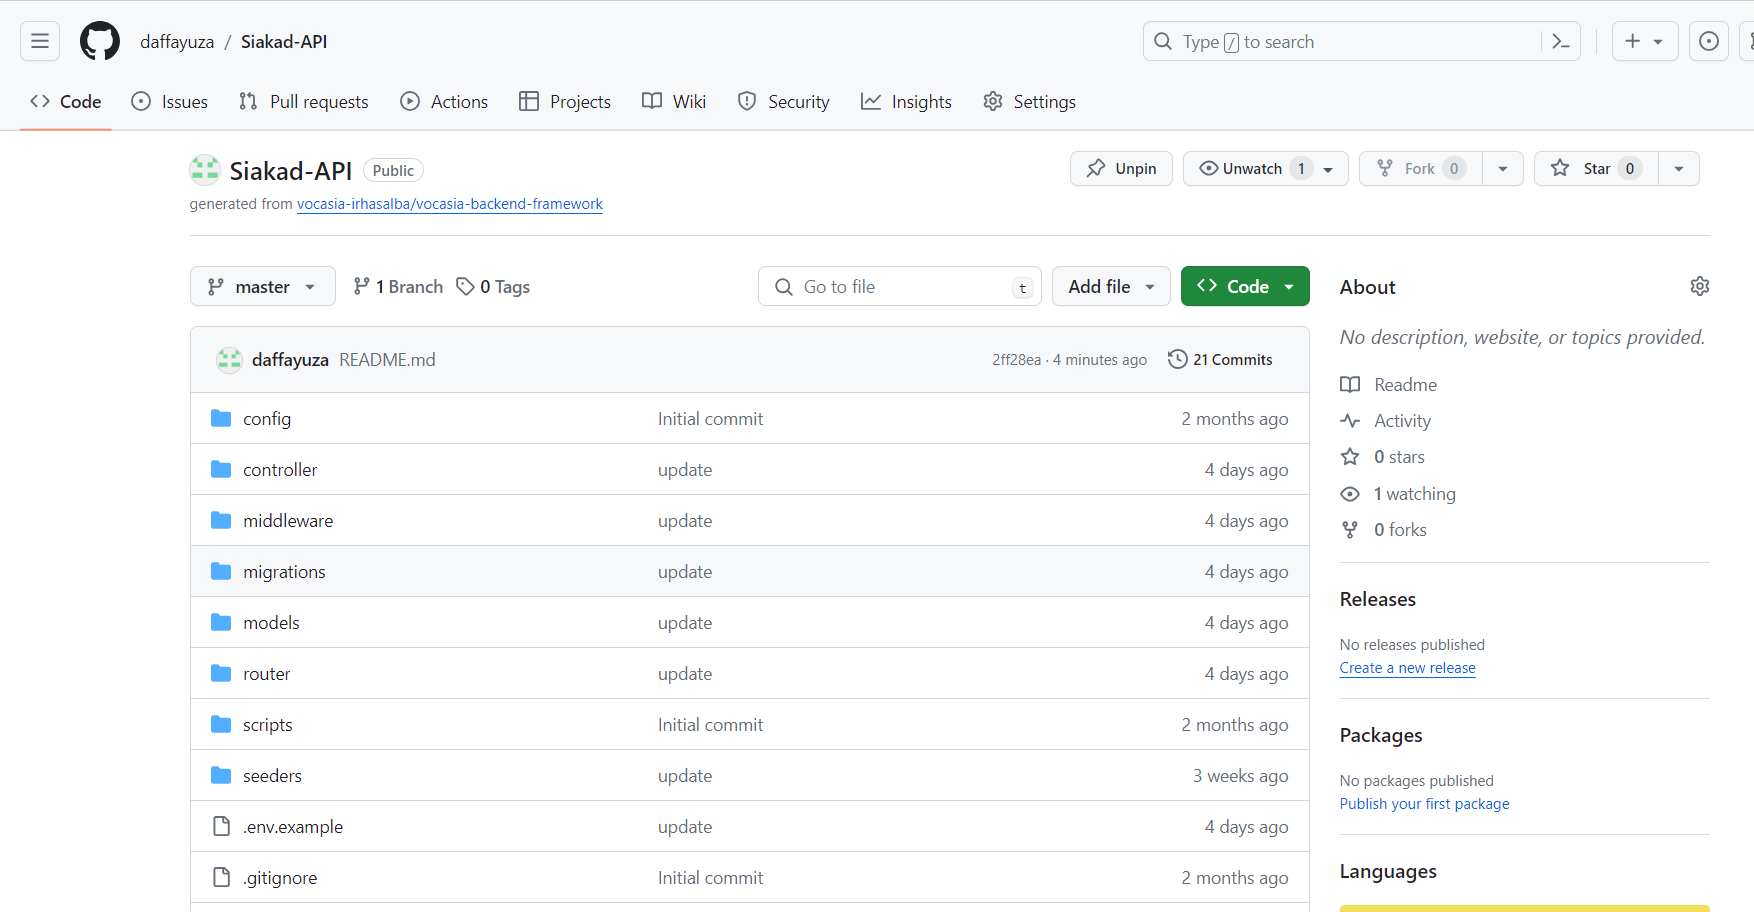 daffayuza / Siakad-API
Type / to search
Code Issues Pull requests Actions Projects Wiki Security Insights Settings
Siakad-API Public
Unpin Unwatch 1 Fork 0 Star 0
generated from vocasia-irhasalba/vocasia-backend-framework
master 1 Branch 0 Tags Go to file t Add file Code
About
No description, website, or topics provided.
daffayuza README.md 2ff28ea · 4 minutes ago 21 Commits
config Initial commit 2 months ago
controller update 4 days ago
middleware update 4 days ago
migrations update 4 days ago
models update 4 days ago
router update 4 days ago
scripts Initial commit 2 months ago
seeders update 3 weeks ago
.env.example update 4 days ago
.gitignore Initial commit 2 months ago
Readme
Activity
0 stars
1 watching
0 forks
Releases
No releases published
Create a new release
Packages
No packages published
Publish your first package
Languages